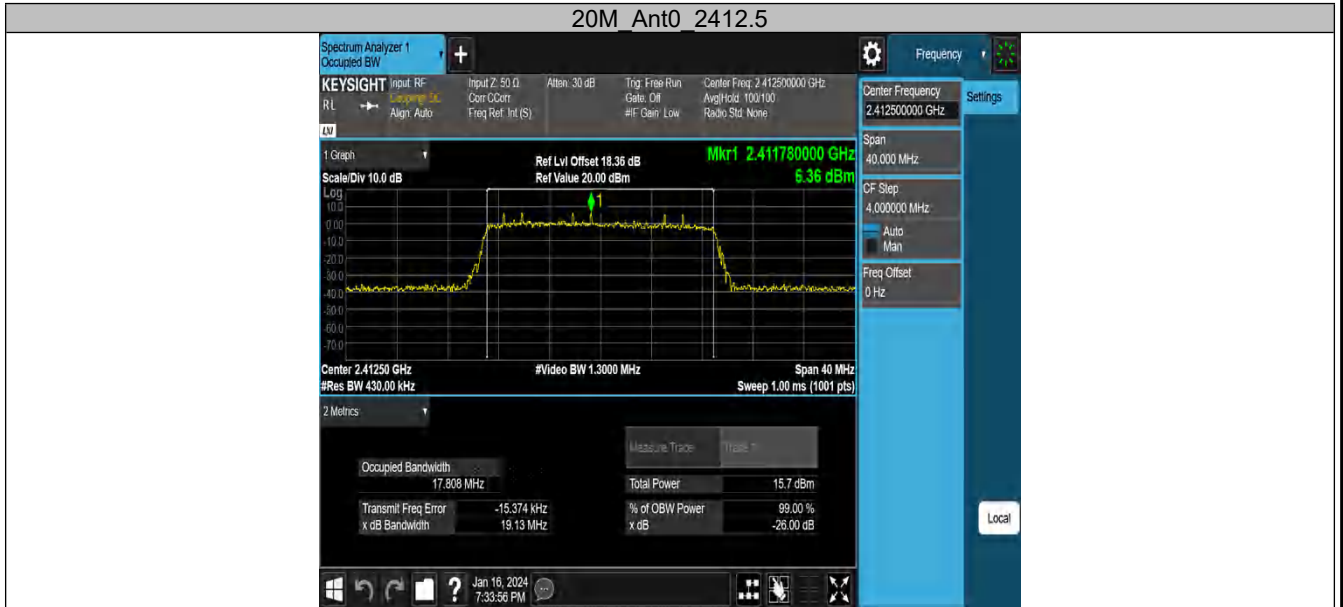 20M_Ant0_2412.5
Spectrum Analyzer 1
Occupied BW
+
Frequency
KEYSIGHT
RL
LXI
Input: RF
Coupling: DC
Align: Auto
Input Z: 50 Ω
Corr CCorr
Freq Ref: Int (S)
Atten: 30 dB
Trig: Free Run
Gate: Off
#IF Gain: Low
Center Freq: 2.412500000 GHz
Avg|Hold: 100/100
Radio Std: None
Center Frequency
2.412500000 GHz
Settings
Span
40.000 MHz
CF Step
4.000000 MHz
Auto
Man
Freq Offset
0 Hz
Local
1 Graph
Scale/Div 10.0 dB
Ref Lvl Offset 18.36 dB
Ref Value 20.00 dBm
Mkr1 2.411780000 GHz
6.36 dBm
Log
10.0
0.00
-10.0
-20.0
-30.0
-40.0
-50.0
-60.0
-70.0
1
Center 2.41250 GHz
#Video BW 1.3000 MHz
Span 40 MHz
#Res BW 430.00 kHz
Sweep 1.00 ms (1001 pts)
2 Metrics
Measure Trace
Trace 1
Occupied Bandwidth
17.808 MHz
Total Power 15.7 dBm
Transmit Freq Error -15.374 kHz
% of OBW Power 99.00 %
x dB Bandwidth 19.13 MHz
x dB -26.00 dB
?
Jan 16, 2024
7:33:56 PM